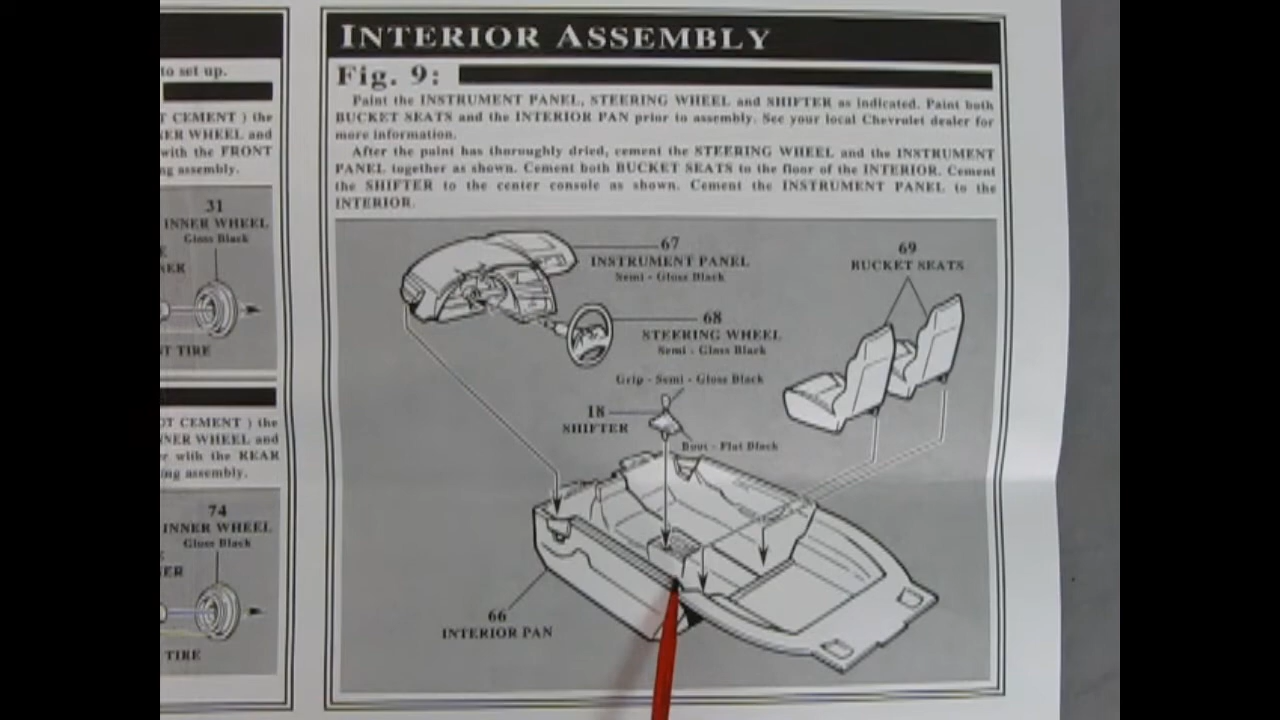 to set up.
T CEMENT ) the
ER WHEEL and
with the FRONT
ng assembly.
31
INNER WHEEL
Gloss Black
NER
T TIRE
OT CEMENT ) the
NNER WHEEL and
r with the REAR
ing assembly.
74
INNER WHEEL
Gloss Black
ER
TIRE
INTERIOR ASSEMBLY
Fig. 9:
Paint the INSTRUMENT PANEL, STEERING WHEEL and SHIFTER as indicated. Paint both
BUCKET SEATS and the INTERIOR PAN prior to assembly. See your local Chevrolet dealer for
more information.
After the paint has thoroughly dried, cement the STEERING WHEEL and the INSTRUMENT
PANEL together as shown. Cement both BUCKET SEATS to the floor of the INTERIOR. Cement
the SHIFTER to the center console as shown. Cement the INSTRUMENT PANEL to the
INTERIOR.
67
INSTRUMENT PANEL
Semi - Gloss Black
69
BUCKET SEATS
68
STEERING WHEEL
Semi - Gloss Black
Grip - Semi - Gloss Black
18
SHIFTER
Boot - Flat Black
66
INTERIOR PAN